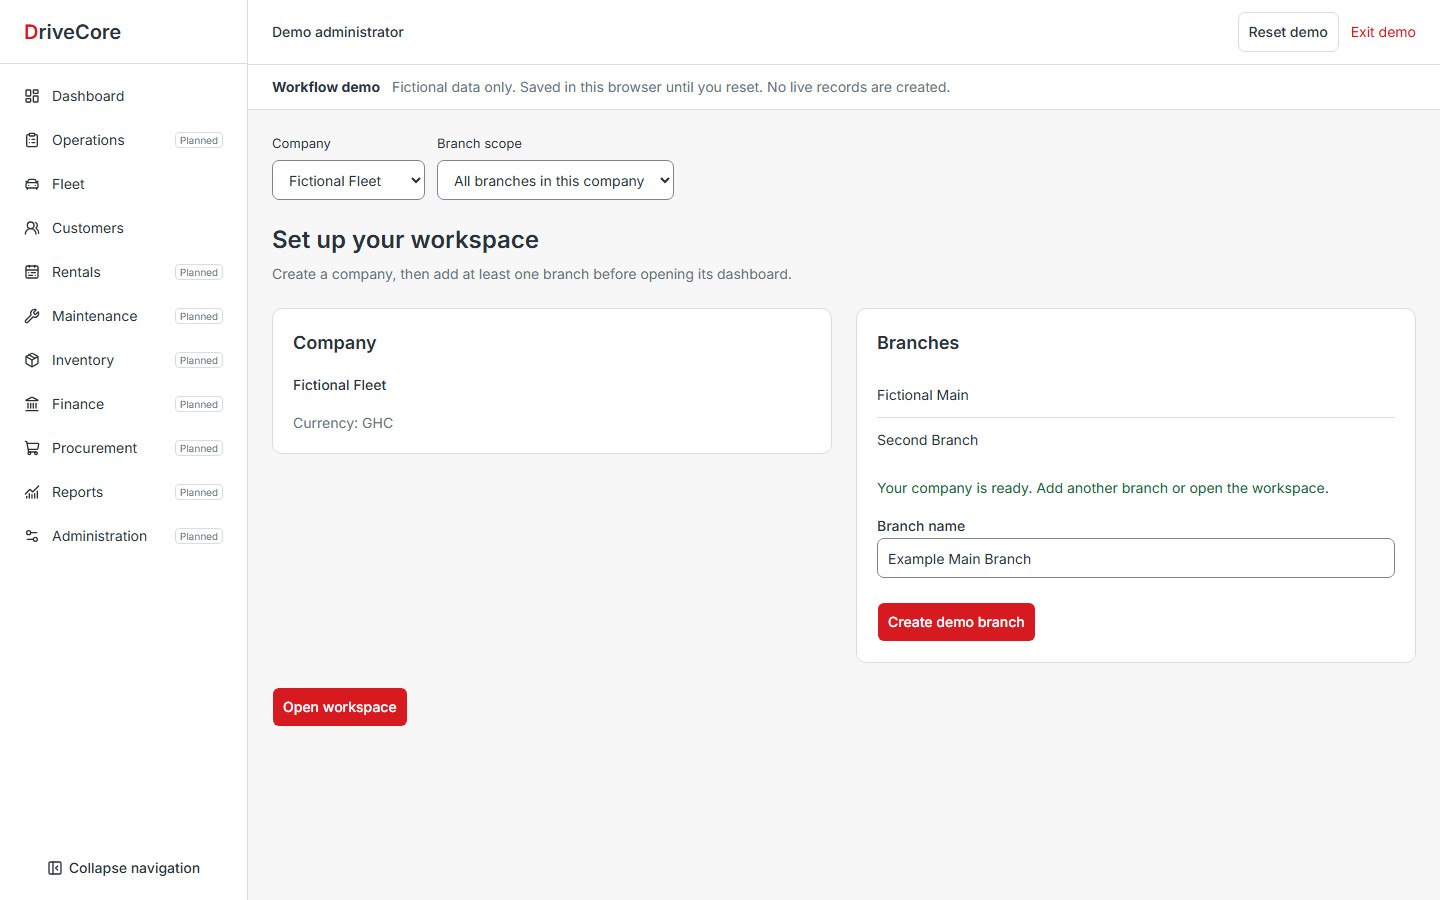 DriveCore
Dashboard
Operations Planned
Fleet
Customers
Rentals Planned
Maintenance Planned
Inventory Planned
Finance Planned
Procurement Planned
Reports Planned
Administration Planned
Collapse navigation
Demo administrator
Reset demo Exit demo
Workflow demo Fictional data only. Saved in this browser until you reset. No live records are created.
Company Branch scope
Fictional Fleet All branches in this company
Set up your workspace
Create a company, then add at least one branch before opening its dashboard.
Company
Fictional Fleet
Currency: GHC
Branches
Fictional Main
Second Branch
Your company is ready. Add another branch or open the workspace.
Branch name
Example Main Branch
Create demo branch
Open workspace